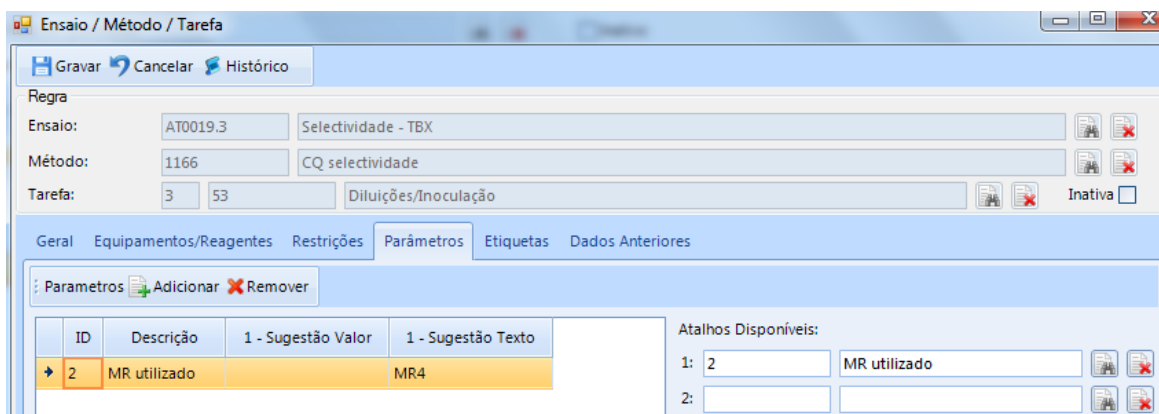 Ensaio / Método / Tarefa
Gravar Cancelar Histórico
Regra
Ensaio: AT0019.3 Selectividade - TBX
Método: 1166 CQ selectividade
Tarefa: 3 53 Diluições/Inoculação Inativa
Geral Equipamentos/Reagentes Restrições Parâmetros Etiquetas Dados Anteriores
Parametros Adicionar Remover
ID Descrição 1 - Sugestão Valor 1 - Sugestão Texto
2 MR utilizado MR4
Atalhos Disponíveis:
1: 2 MR utilizado
2: